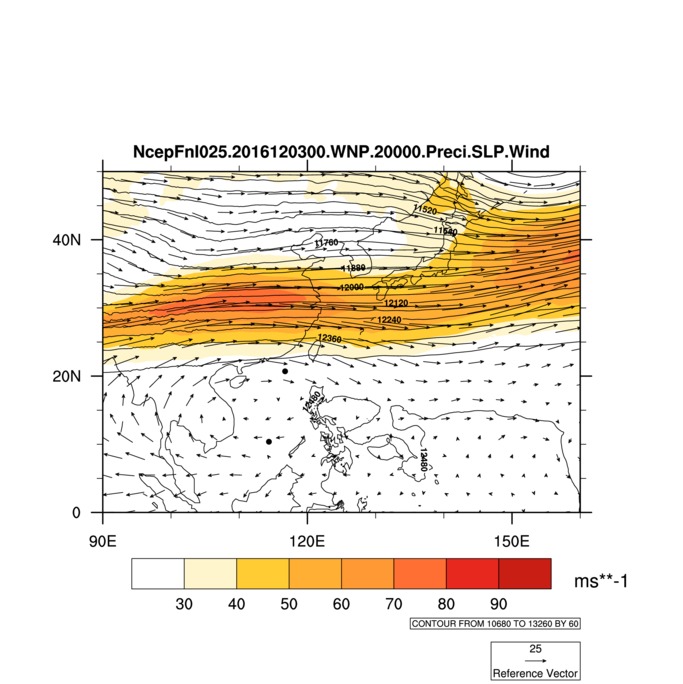 NcepFnl025.2016120300.WNP.20000.Preci.SLP.Wind
11520
11640
40N
11760
11880
12000
12120
12240
12360
20N
12480
12480
0
90E 120E 150E
ms**-1
30 40 50 60 70 80 90
CONTOUR FROM 10680 TO 13260 BY 60
25
Reference Vector